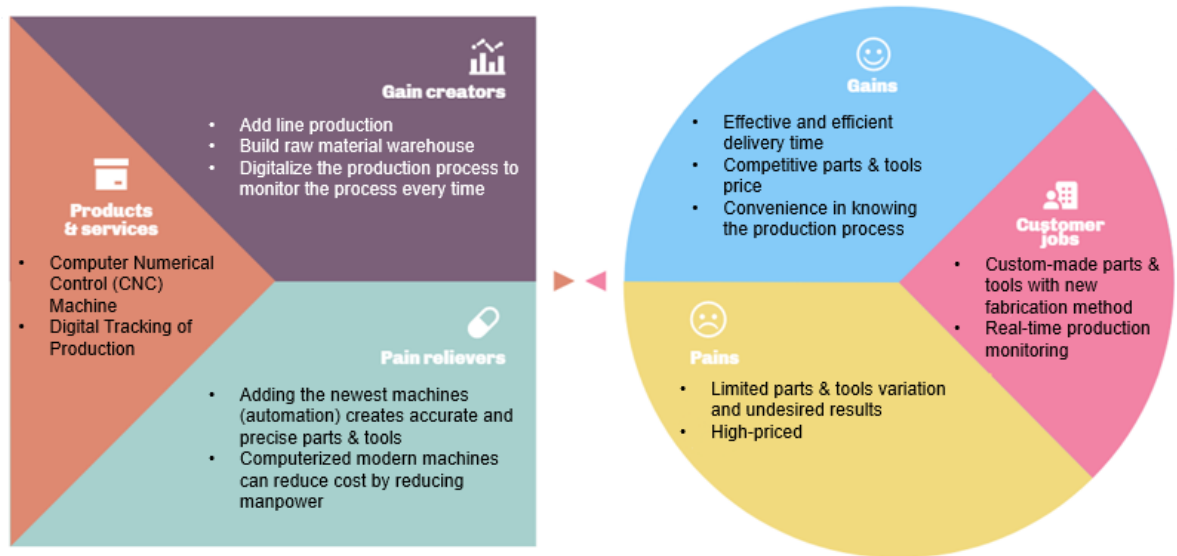 Gain creators
• Add line production
• Build raw material warehouse
• Digitalize the production process to
monitor the process every time
Products
& services
• Computer Numerical
Control (CNC)
Machine
• Digital Tracking of
Production
Pain relievers
• Adding the newest machines
(automation) creates accurate and
precise parts & tools
• Computerized modern machines
can reduce cost by reducing
manpower
Gains
• Effective and efficient
delivery time
• Competitive parts & tools
price
• Convenience in knowing
the production process
Customer
jobs
• Custom-made parts &
tools with new
fabrication method
• Real-time production
monitoring
Pains
• Limited parts & tools variation
and undesired results
• High-priced